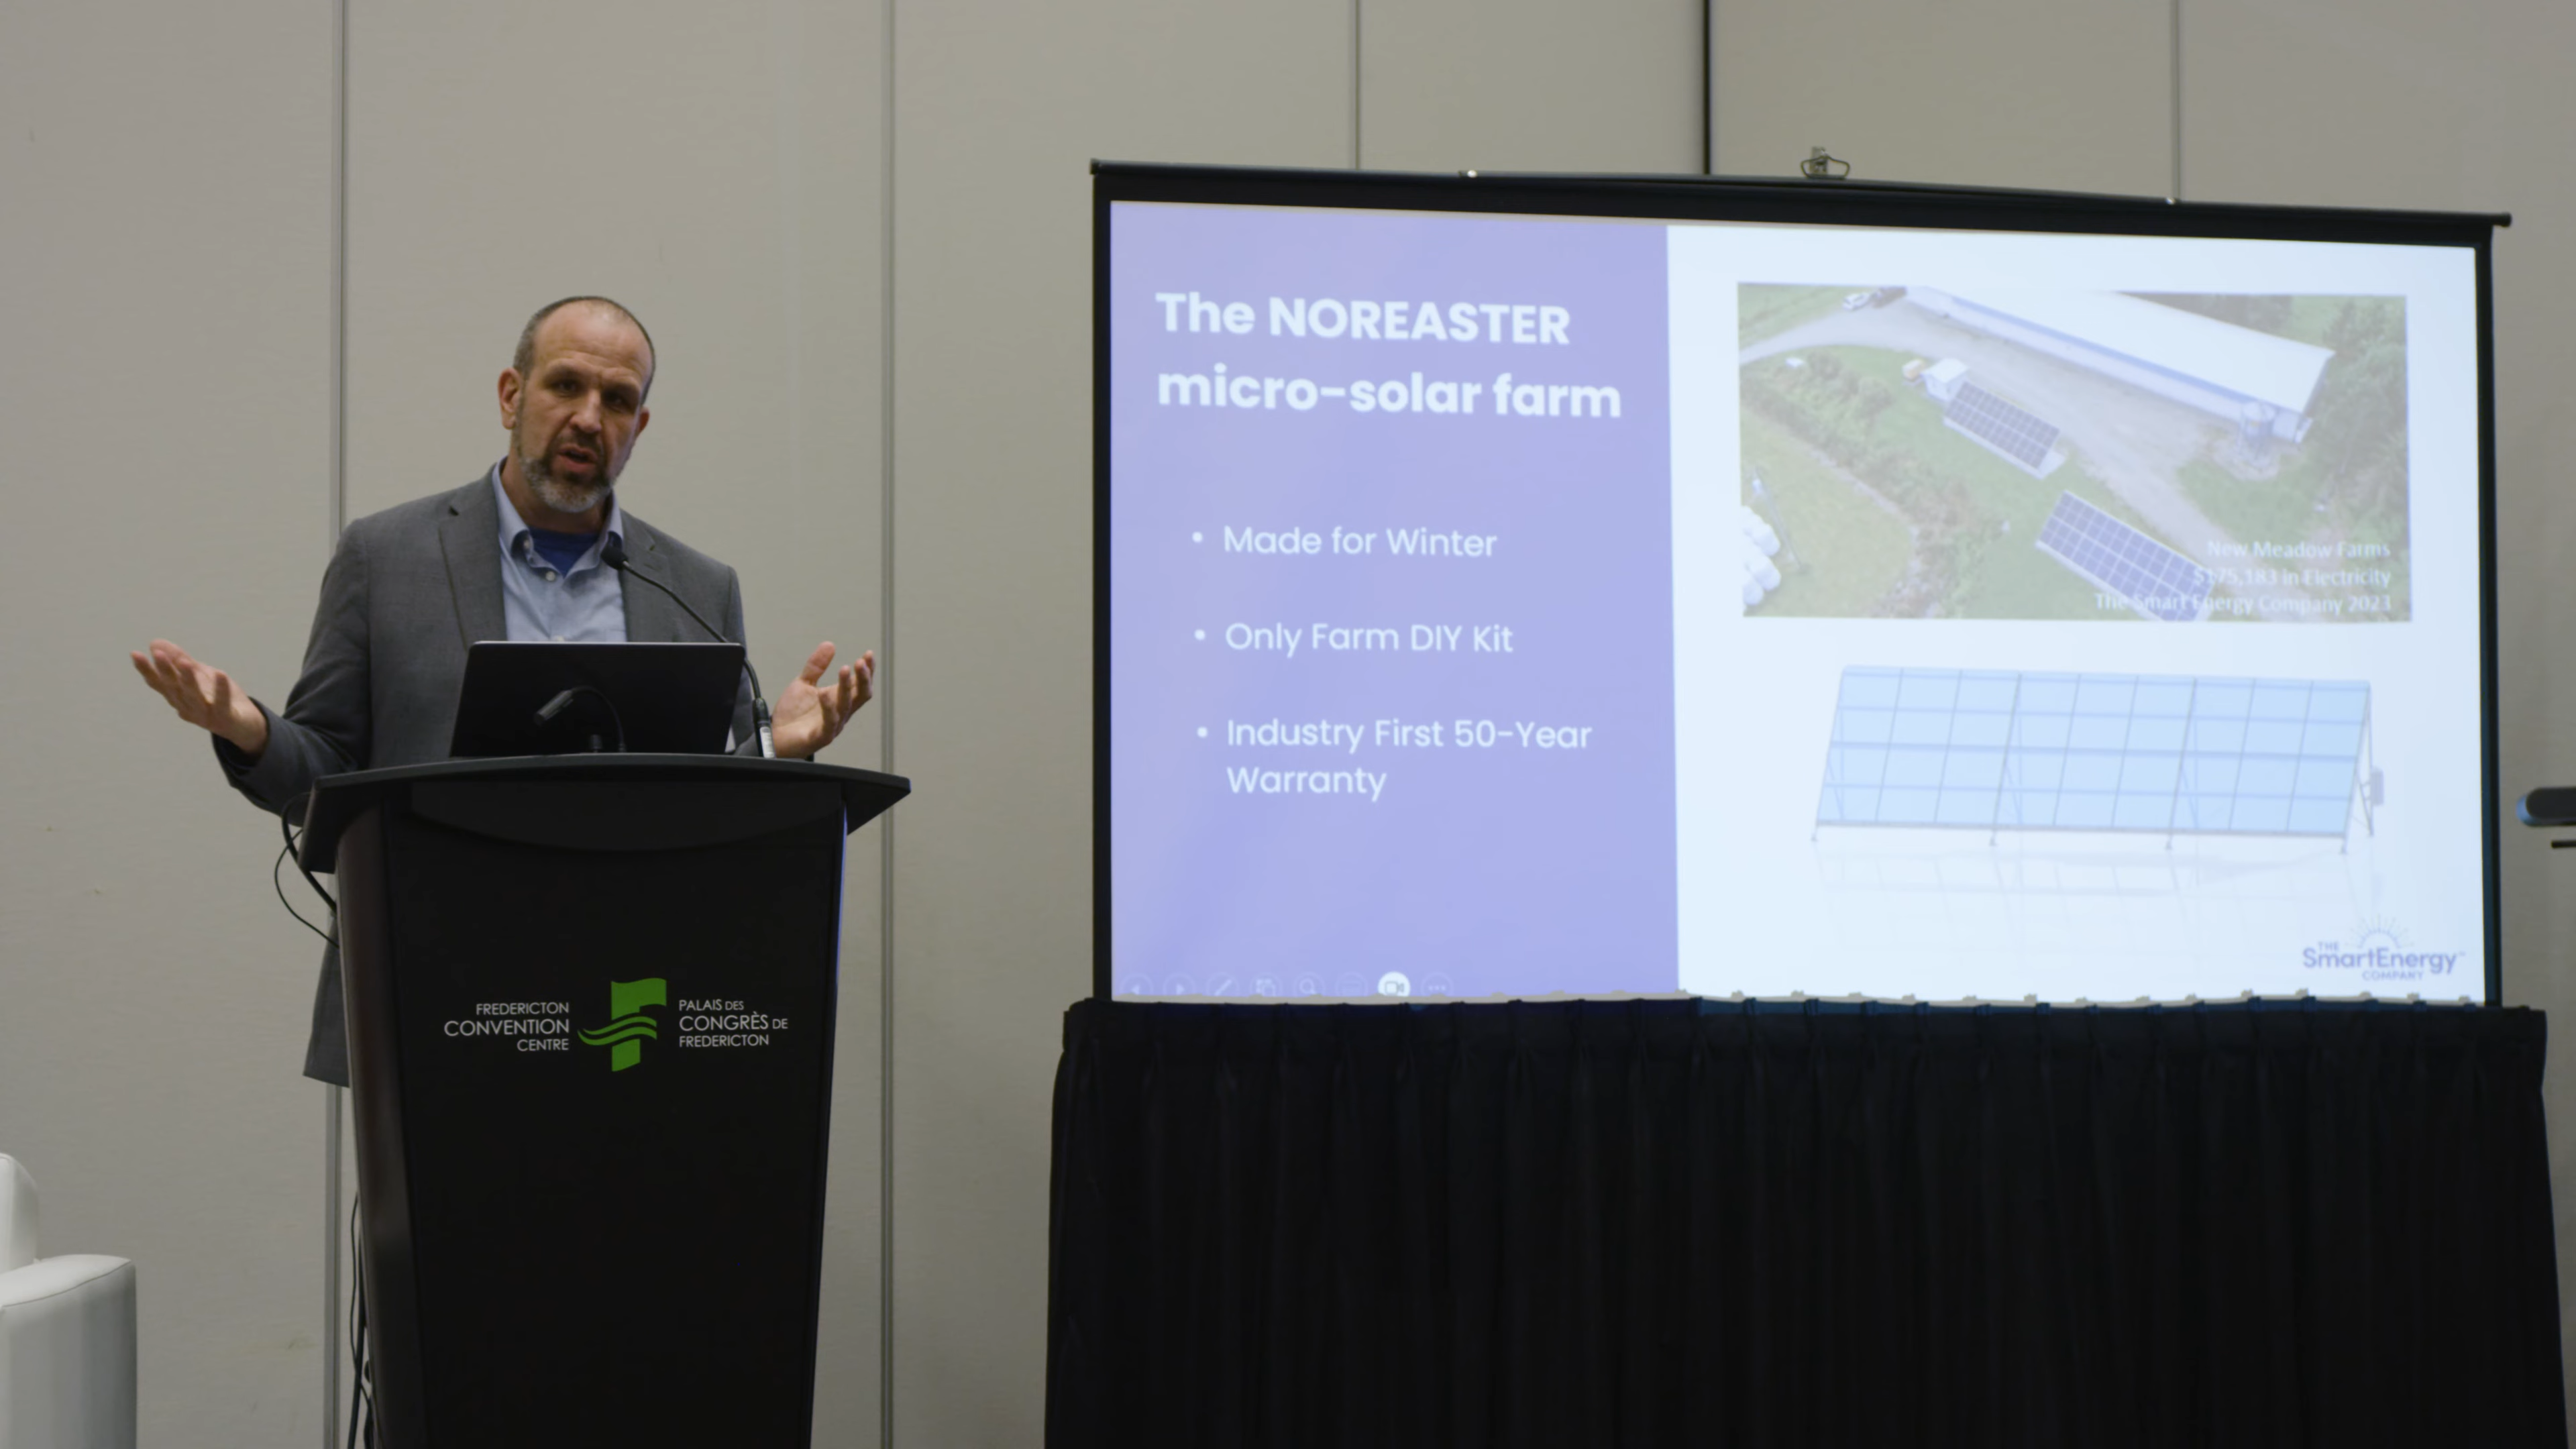 The NOREASTER
micro-solar farm
• Made for Winter
• Only Farm DIY Kit
• Industry First 50-Year
Warranty
New Meadow Farms
$175,183 in Electricity
The Smart Energy Company 2023
THE
SmartEnergy
COMPANY
FREDERICTON
CONVENTION
CENTRE
PALAIS DES
CONGRÈS DE
FREDERICTON